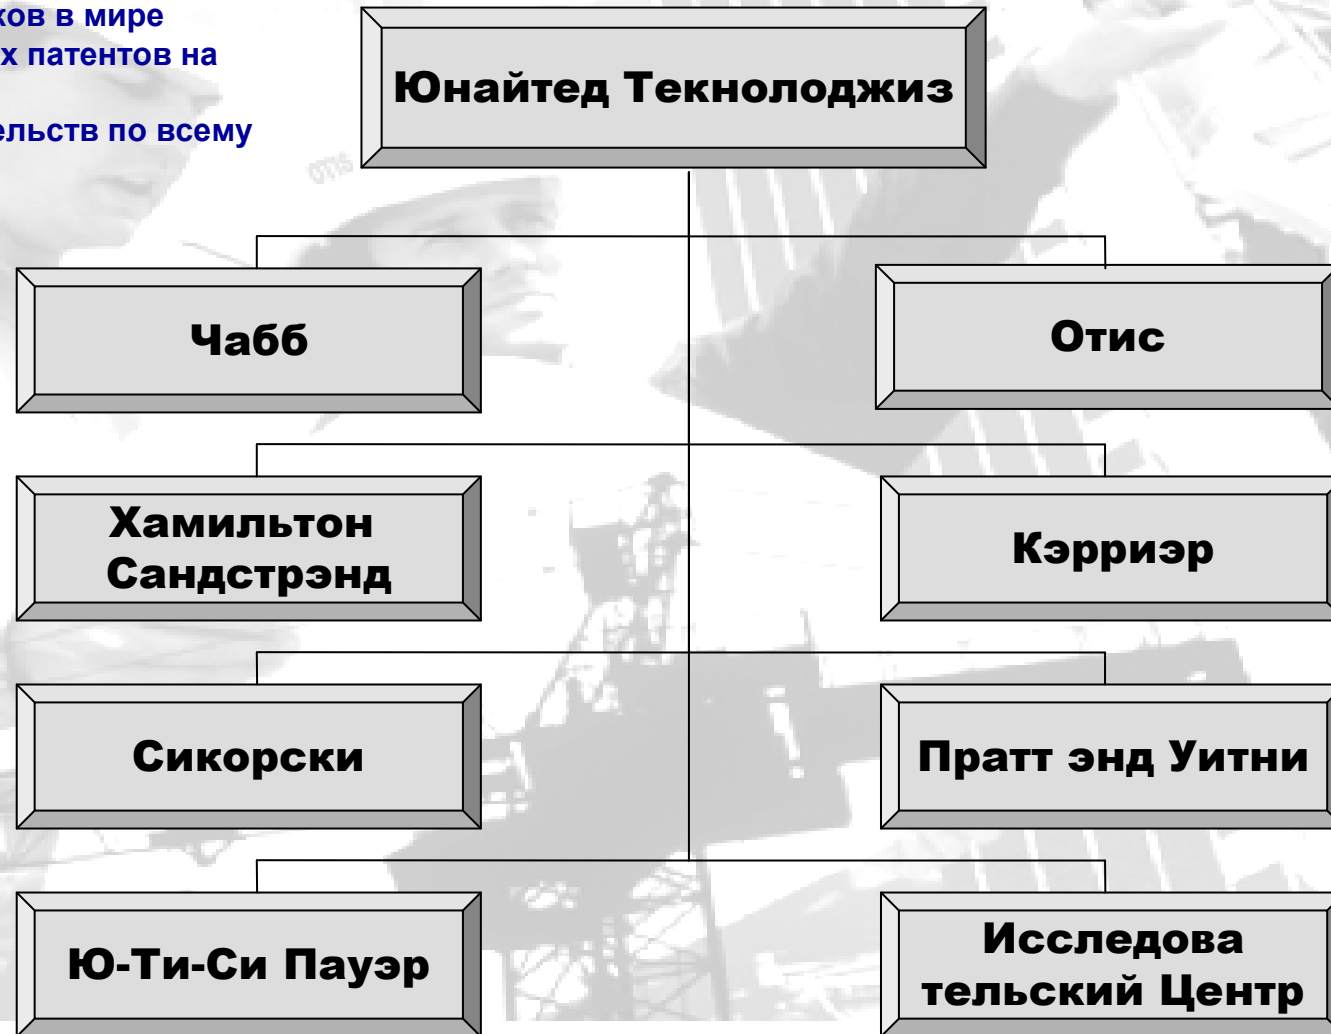 ков в мире
х патентов на
ельств по всему
Юнайтед Текнолоджиз
OTIS
Чабб
Отис
Хамильтон
Сандстрэнд
Кэрриэр
Сикорски
Пратт энд Уитни
Ю-Ти-Си Пауэр
Исследова
тельский Центр